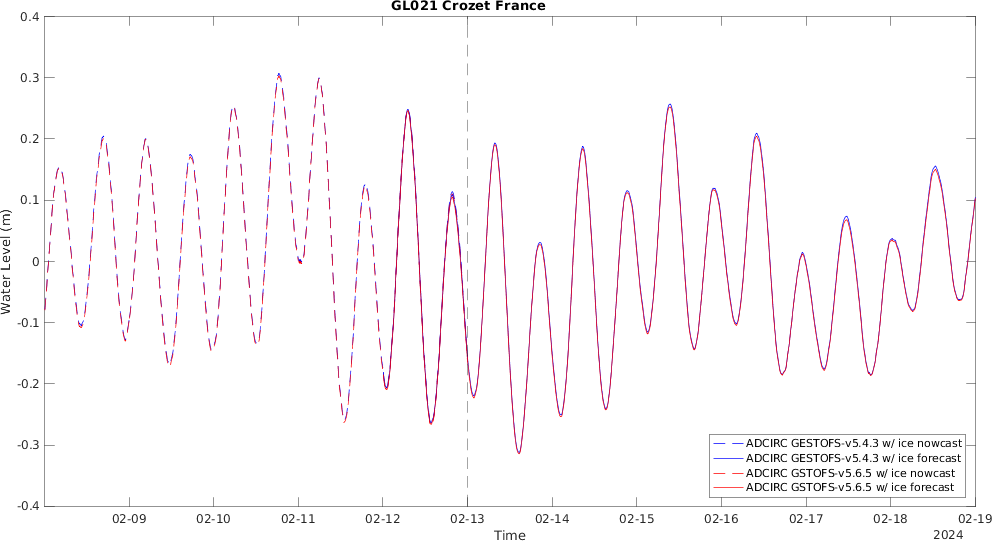 GL021 Crozet France
0.4
0.3
0.2
0.1
0
-0.1
-0.2
-0.3
-0.4
Water Level (m)
ADCIRC GESTOFS-v5.4.3 w/ ice nowcast
ADCIRC GESTOFS-v5.4.3 w/ ice forecast
ADCIRC GSTOFS-v5.6.5 w/ ice nowcast
ADCIRC GSTOFS-v5.6.5 w/ ice forecast
02-09 02-10 02-11 02-12 02-13 02-14 02-15 02-16 02-17 02-18 02-19
Time
2024